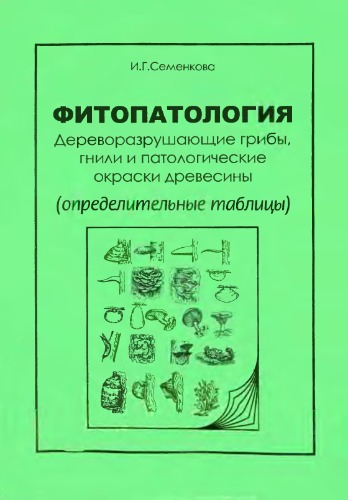 И.Г.Семенкова
ФИТОПАТОЛОГИЯ
Дереворазрушающие грибы,
гнили и патологические
окраски древесины
(определительные таблицы)